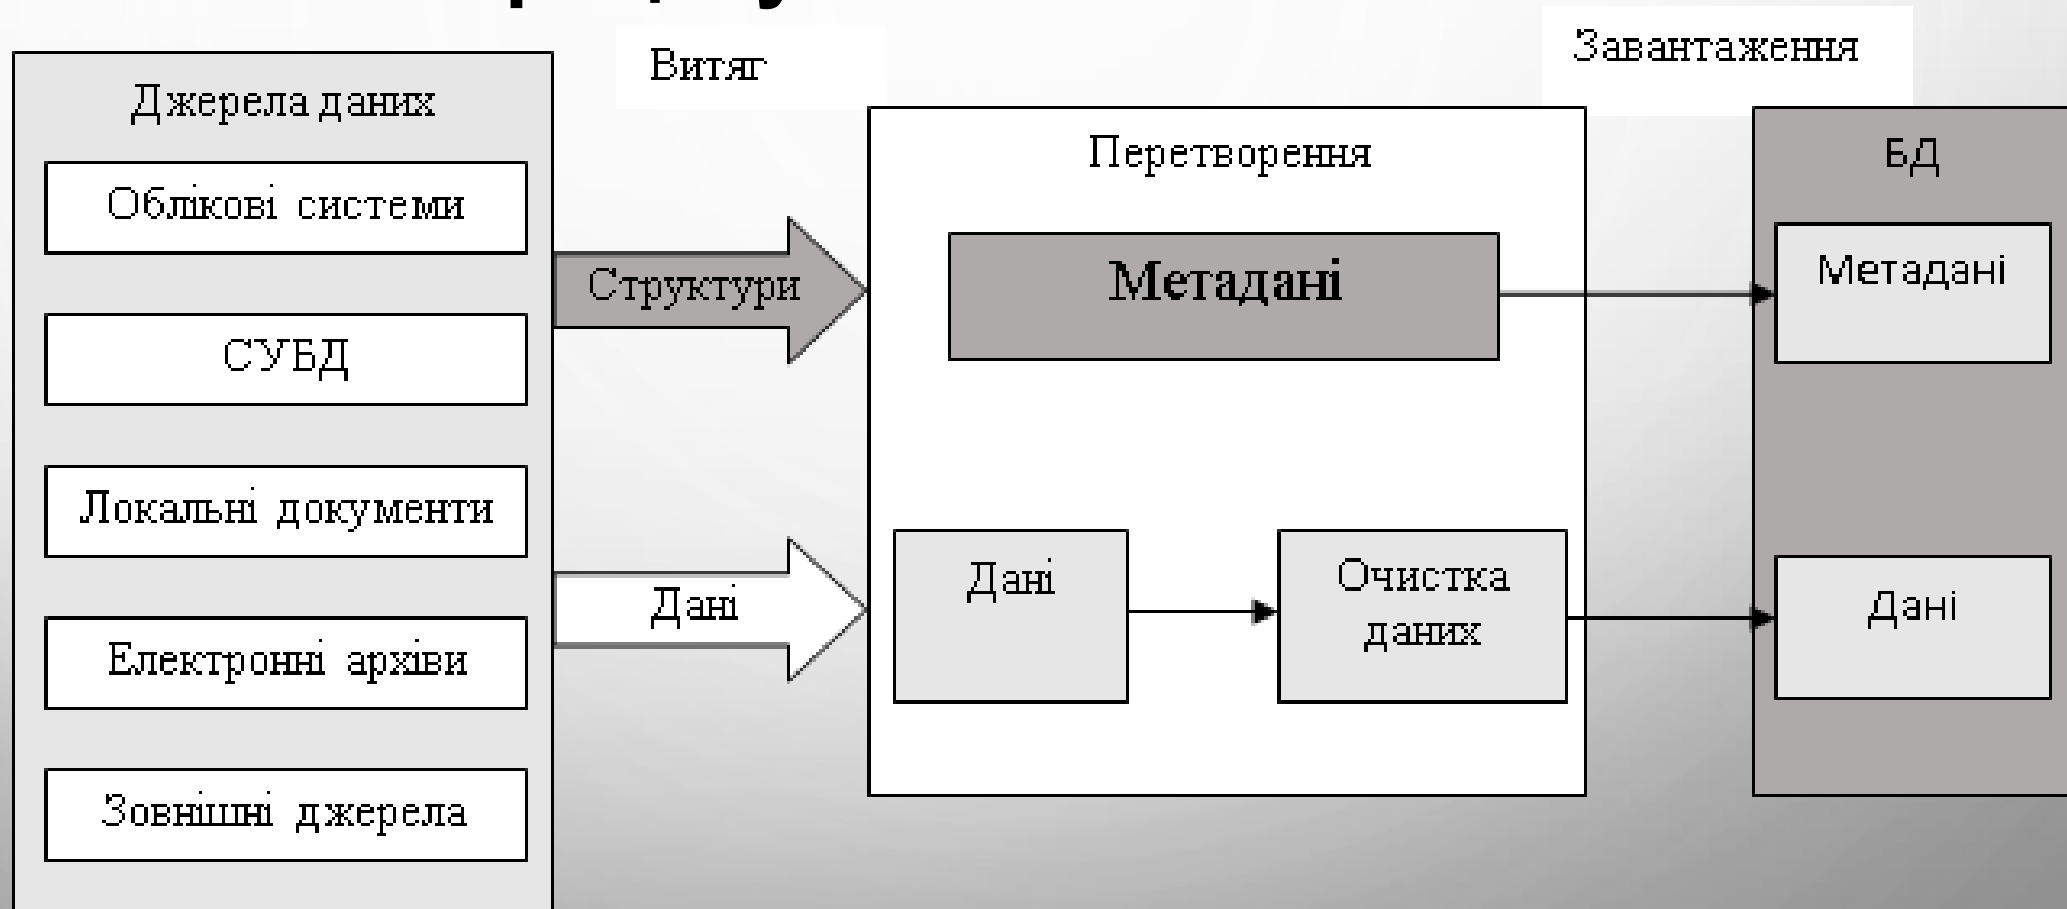 Витяг
Завантаження
Джерела даних
Облікові системи
СУБД
Локальні документи
Електронні архіви
Зовнішні джерела
Структури
Дані
Перетворення
Метадані
Дані
Очистка
даних
БД
Метадані
Дані